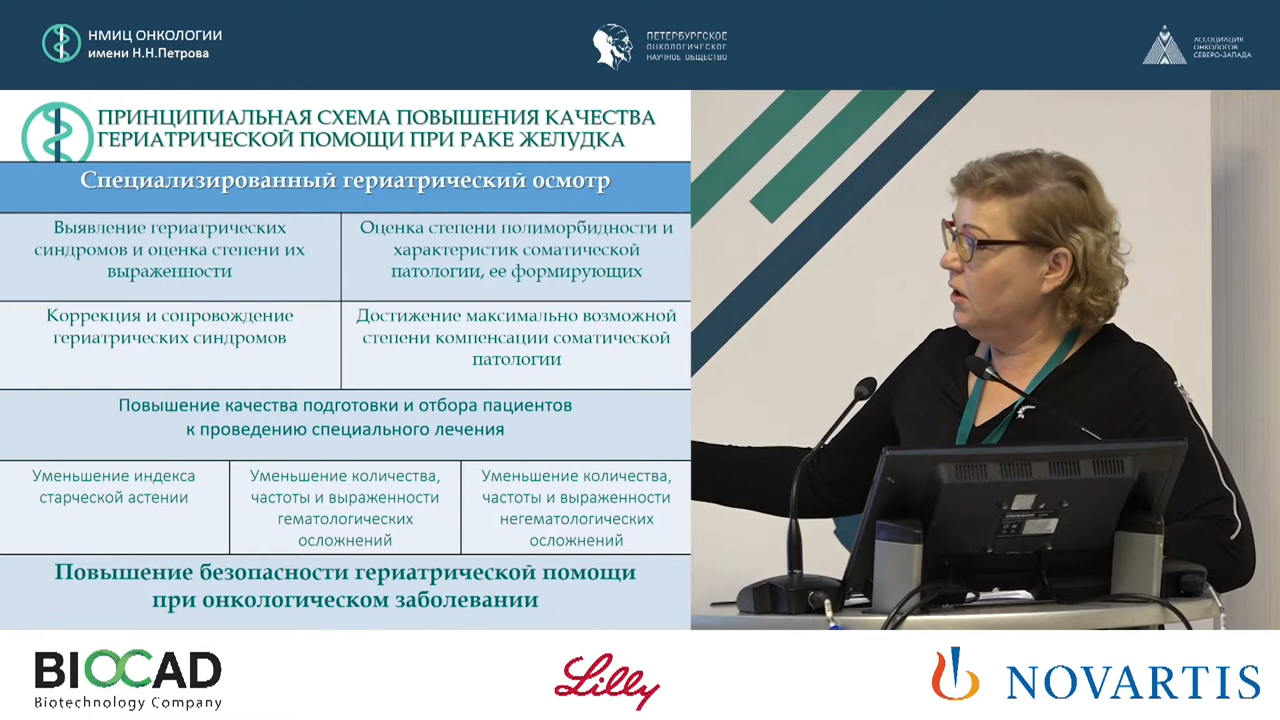 НМИЦ ОНКОЛОГИИ
имени Н.Н.Петрова
ПЕТЕРБУРГСКОЕ
ОНКОЛОГИЧЕСКОЕ
НАУЧНОЕ ОБЩЕСТВО
АССОЦИАЦИЯ
ОНКОЛОГОВ
СЕВЕРО-ЗАПАДА
ПРИНЦИПИАЛЬНАЯ СХЕМА ПОВЫШЕНИЯ КАЧЕСТВА
ГЕРИАТРИЧЕСКОЙ ПОМОЩИ ПРИ РАКЕ ЖЕЛУДКА
Специализированный гериатрический осмотр
Выявление гериатрических
синдромов и оценка степени их
выраженности
Оценка степени полиморбидности и
характеристик соматической
патологии, ее формирующих
Коррекция и сопровождение
гериатрических синдромов
Достижение максимально возможной
степени компенсации соматической
патологии
Повышение качества подготовки и отбора пациентов
к проведению специального лечения
Уменьшение индекса
старческой астении
Уменьшение количества,
частоты и выраженности
гематологических
осложнений
Уменьшение количества,
частоты и выраженности
негематологических
осложнений
Повышение безопасности гериатрической помощи
при онкологическом заболевании
BIOCAD
Biotechnology Company
Lilly
NOVARTIS